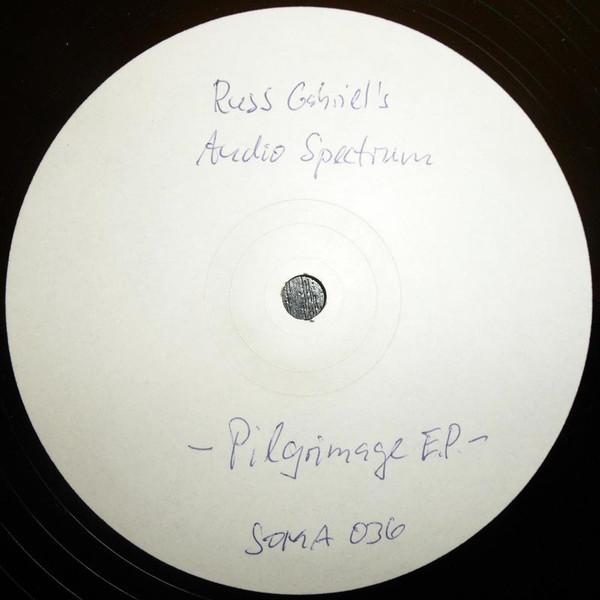 Russ Gabriel's
Audio Spectrum
- Pilgrimage E.P. -
SOMA 036